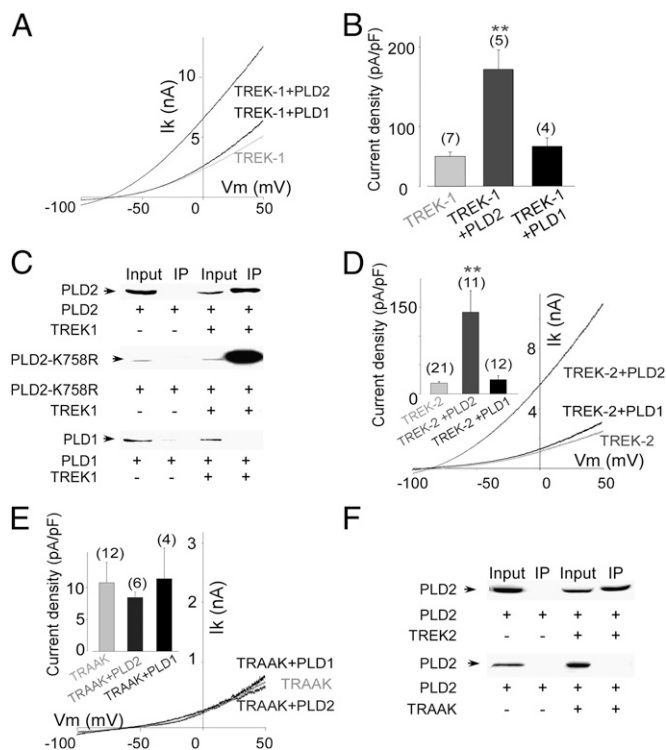 A
Ik (nA)
10
5
TREK-1+PLD2
TREK-1+PLD1
TREK-1
Vm (mV)
-100
-50
0
50
B
Current density (pA/pF)
200
100
0
(7)
**
(5)
(4)
TREK-1
TREK-1
+PLD2
TREK-1
+PLD1
C
Input IP Input IP
PLD2
PLD2 + + + +
TREK1 - - + +
PLD2-K758R
PLD2-K758R + + + +
TREK1 - - + +
PLD1
PLD1 + + + +
TREK1 - - + +
D
Current density (pA/pF)
150
0
(21)
**
(11)
(12)
TREK-2
TREK-2 +PLD2
TREK-2 +PLD1
Ik (nA)
8
4
TREK-2+PLD2
TREK-2+PLD1
TREK-2
Vm (mV)
-100
-50
0
50
E
Current density (pA/pF)
10
5
0
(12)
(6)
(4)
TRAAK
TRAAK+PLD2
TRAAK+PLD1
Ik (nA)
3
2
1
TRAAK+PLD1
TRAAK
TRAAK+PLD2
Vm (mV)
-100
-50
0
50
F
Input IP Input IP
PLD2
PLD2 + + + +
TREK2 - - + +
PLD2
PLD2 + + + +
TRAAK - - + +